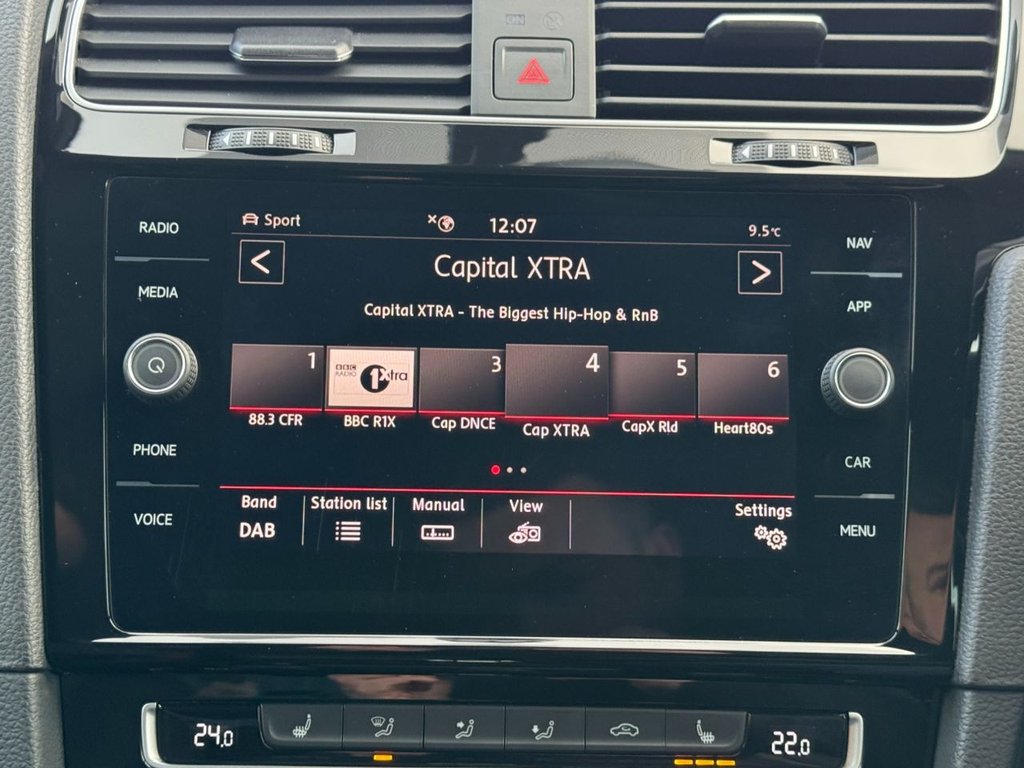 RADIO
MEDIA
PHONE
VOICE
Sport
12:07
9.5°C
<
Capital XTRA
>
Capital XTRA - The Biggest Hip-Hop & RnB
1
BBC RADIO 1Xtra
3
4
5
6
88.3 CFR
BBC R1X
Cap DNCE
Cap XTRA
CapX Rld
Heart80s
Band
DAB
Station list
Manual
View
Settings
NAV
APP
CAR
MENU
24.0
22.0